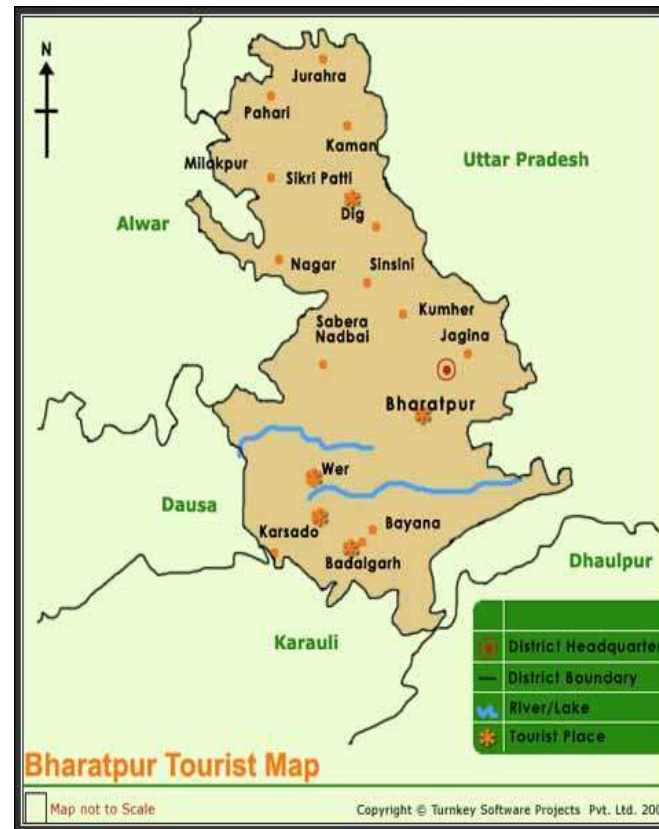 N
Jurahra
Pahari
Kaman
Uttar Pradesh
Milakpur
Sikri Patti
Dig
Alwar
Nagar
Sinsini
Kumher
Sabera
Nadbai
Jagina
Bharatpur
Wer
Dausa
Karsado
Bayana
Badalgarh
Dhaulpur
Karauli
District Headquarter
District Boundary
River/Lake
Tourist Place
Bharatpur Tourist Map
Map not to Scale
Copyright © Turnkey Software Projects Pvt. Ltd. 200